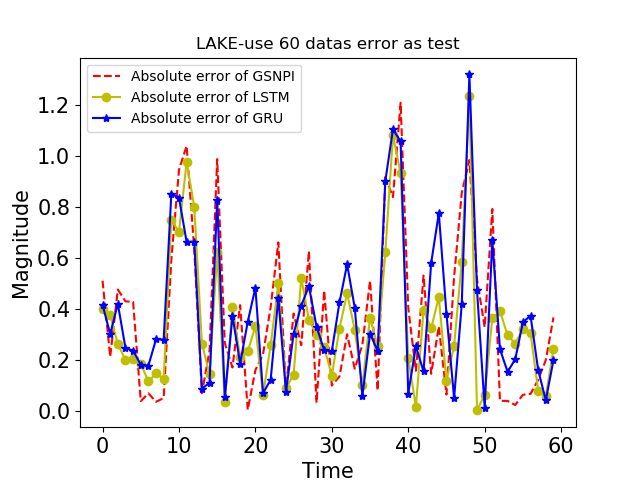 LAKE-use 60 datas error as test
Absolute error of GSNPI
Absolute error of LSTM
Absolute error of GRU
Magnitude
1.2
1.0
0.8
0.6
0.4
0.2
0.0
0 10 20 30 40 50 60
Time